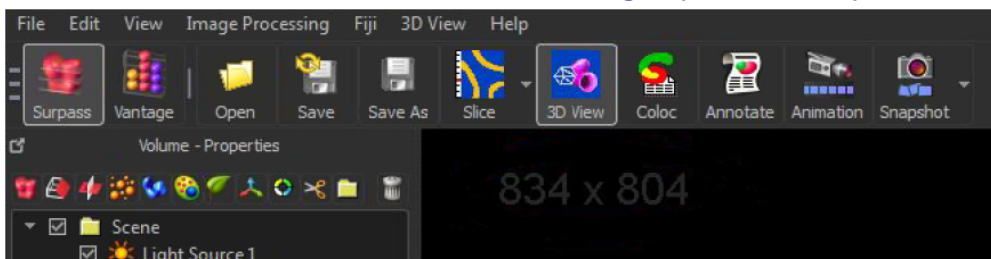 File Edit View Image Processing Fiji 3D View Help
Surpass Vantage Open Save Save As Slice 3D View Coloc Annotate Animation Snapshot
Volume - Properties
834 x 804
Scene
Light Source 1